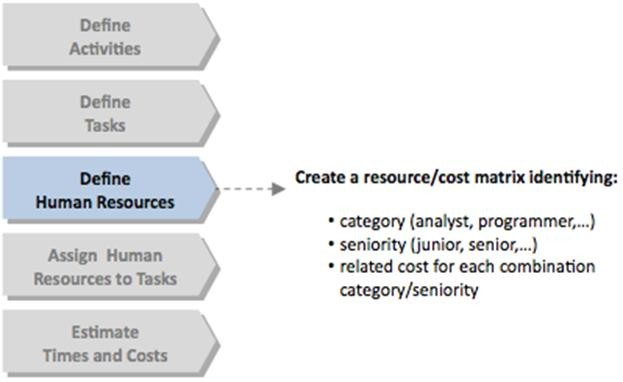 Define
Activities
Define
Tasks
Define
Human Resources
Create a resource/cost matrix identifying:
• category (analyst, programmer,...)
• seniority (junior, senior,...)
• related cost for each combination
category/seniority
Assign Human
Resources to Tasks
Estimate
Times and Costs